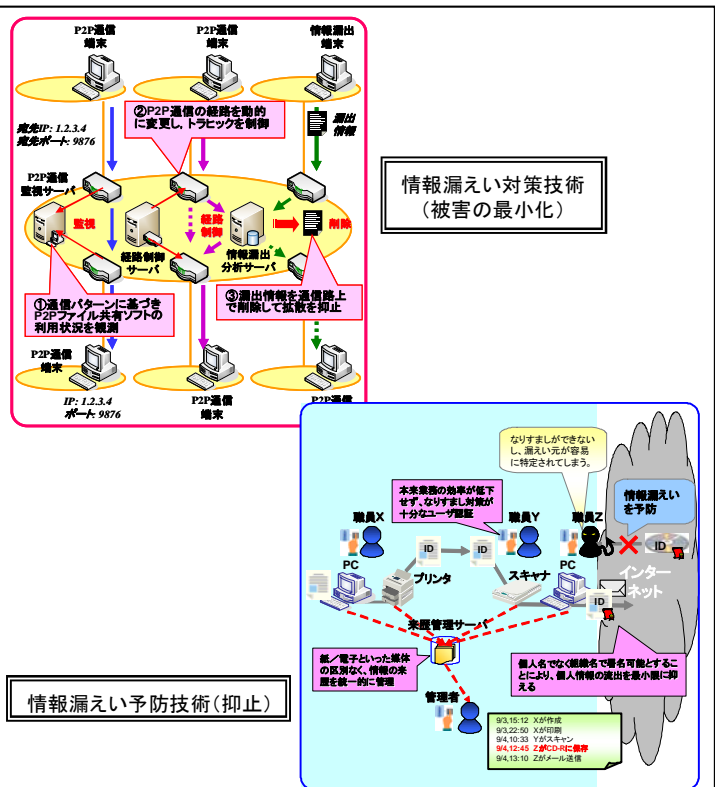 P2P通信
端末
P2P通信
端末
情報漏出
端末
宛先IP: 1.2.3.4
宛先ポート: 9876
②P2P通信の経路を動的
に変更し、トラヒックを制御
漏出
情報
P2P通信
監視サーバ
監視
経路制御
サーバ
経路
制御
情報漏出
分析サーバ
削除
①通信パターンに基づき
P2Pファイル共有ソフトの
利用状況を観測
③漏出情報を通信路上
で削除して拡散を抑止
P2P通信
端末
IP: 1.2.3.4
ポート: 9876
P2P通信
端末
P2P通信
情報漏えい対策技術
(被害の最小化)
なりすましができない
し、漏えい元が容易
に特定されてしまう。
本来業務の効率が低下
せず、なりすまし対策が
十分なユーザ認証
情報漏えい
を予防
職員X
職員Y
職員Z
PC
プリンタ
ID
ID
スキャナ
PC
ID
ID
インター
ネット
来歴管理サーバ
紙/電子といった媒体
の区別なく、情報の来
歴を統一的に管理
個人名でなく組織名で署名可能とするこ
とにより、個人情報の流出を最小限に抑
える
管理者
9/3,15:12 Xが作成
9/3,22:50 Xが印刷
9/4,10:33 Yがスキャン
9/4,12:45 ZがCD-Rに保存
9/4,13:10 Zがメール送信
情報漏えい予防技術(抑止)